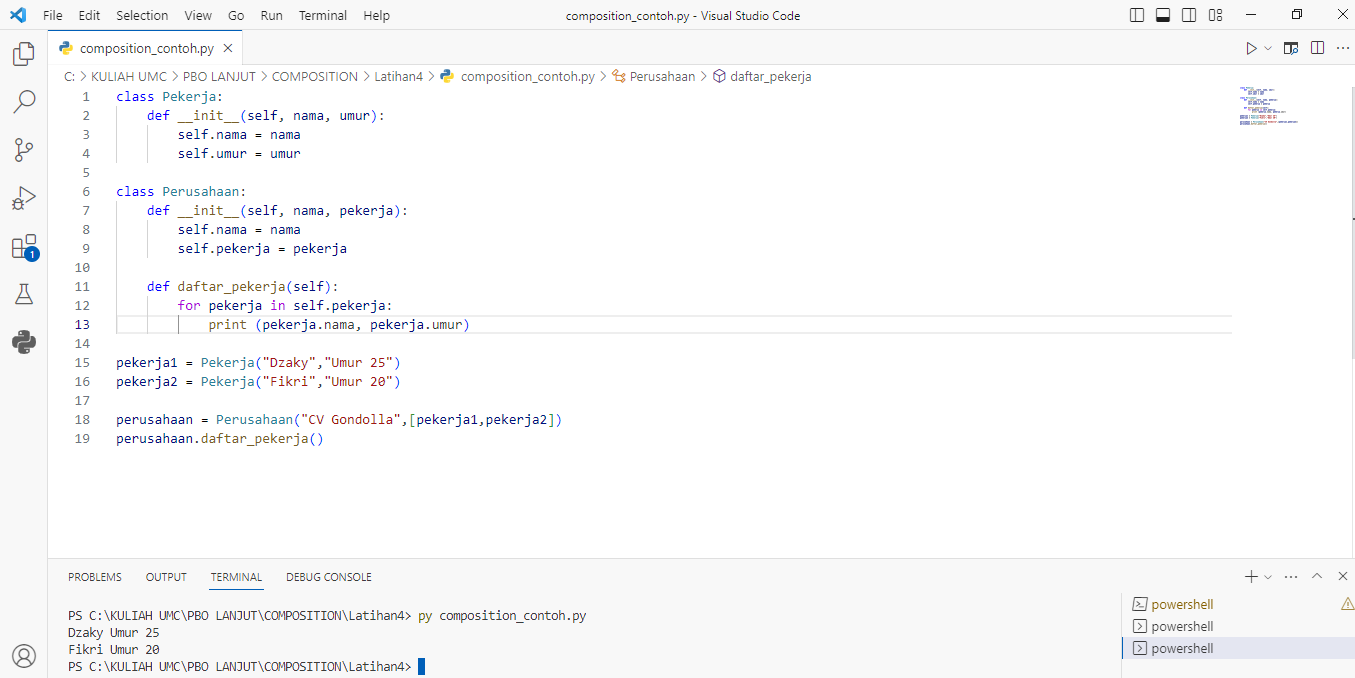 File Edit Selection View Go Run Terminal Help composition_contoh.py - Visual Studio Code
composition_contoh.py
C: > KULIAH UMC > PBO LANJUT > COMPOSITION > Latihan4 > composition_contoh.py > Perusahaan > daftar_pekerja
1 class Pekerja:
2 def __init__(self, nama, umur):
3 self.nama = nama
4 self.umur = umur
5
6 class Perusahaan:
7 def __init__(self, nama, pekerja):
8 self.nama = nama
9 self.pekerja = pekerja
10
11 def daftar_pekerja(self):
12 for pekerja in self.pekerja:
13 print (pekerja.nama, pekerja.umur)
14
15 pekerja1 = Pekerja("Dzaky","Umur 25")
16 pekerja2 = Pekerja("Fikri","Umur 20")
17
18 perusahaan = Perusahaan("CV Gondolla",[pekerja1,pekerja2])
19 perusahaan.daftar_pekerja()
1
PROBLEMS OUTPUT TERMINAL DEBUG CONSOLE
PS C:\KULIAH UMC\PBO LANJUT\COMPOSITION\Latihan4> py composition_contoh.py
Dzaky Umur 25
Fikri Umur 20
PS C:\KULIAH UMC\PBO LANJUT\COMPOSITION\Latihan4>
powershell
powershell
powershell